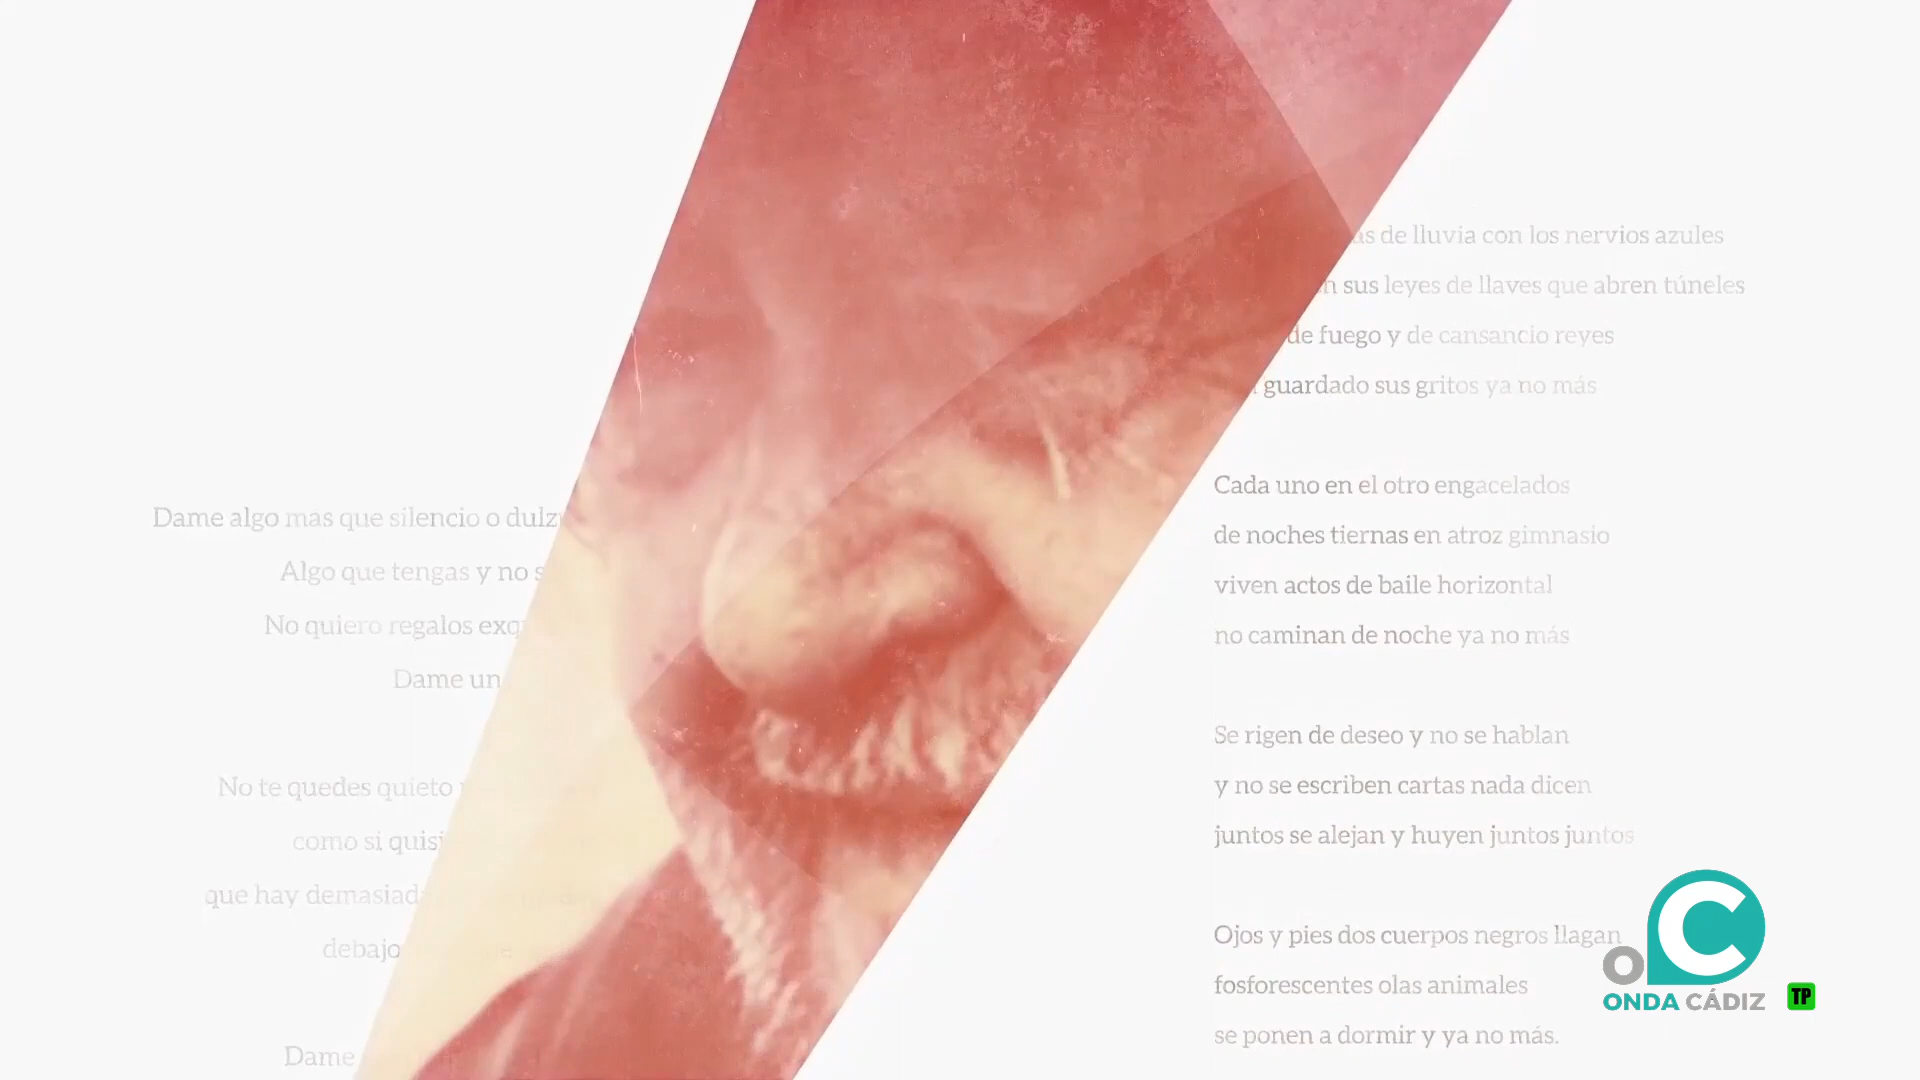 Dame algo mas que silencio o dulz
Algo que tengas y no s
No quiero regalos exq
Dame un
No te quedes quieto
como si quisi
que hay demasiad
debajo
Dame
as de lluvia con los nervios azules
n sus leyes de llaves que abren túneles
de fuego y de cansancio reyes
guardado sus gritos ya no más
Cada uno en el otro engacelados
de noches tiernas en atroz gimnasio
viven actos de baile horizontal
no caminan de noche ya no más
Se rigen de deseo y no se hablan
y no se escriben cartas nada dicen
juntos se alejan y huyen juntos juntos
Ojos y pies dos cuerpos negros llagan
fosforescentes olas animales
se ponen a dormir y ya no más.
OC
ONDA CÁDIZ
TP